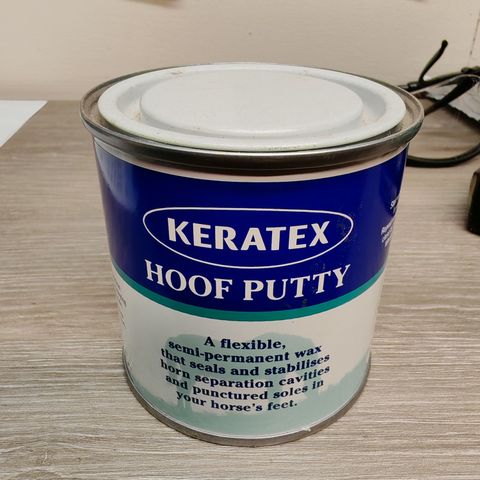 KERATEX
HOOF PUTTY
A flexible,
semi-permanent wax
that seals and stabilises
horn separation cavities
and punctured soles in
your horse's feet.